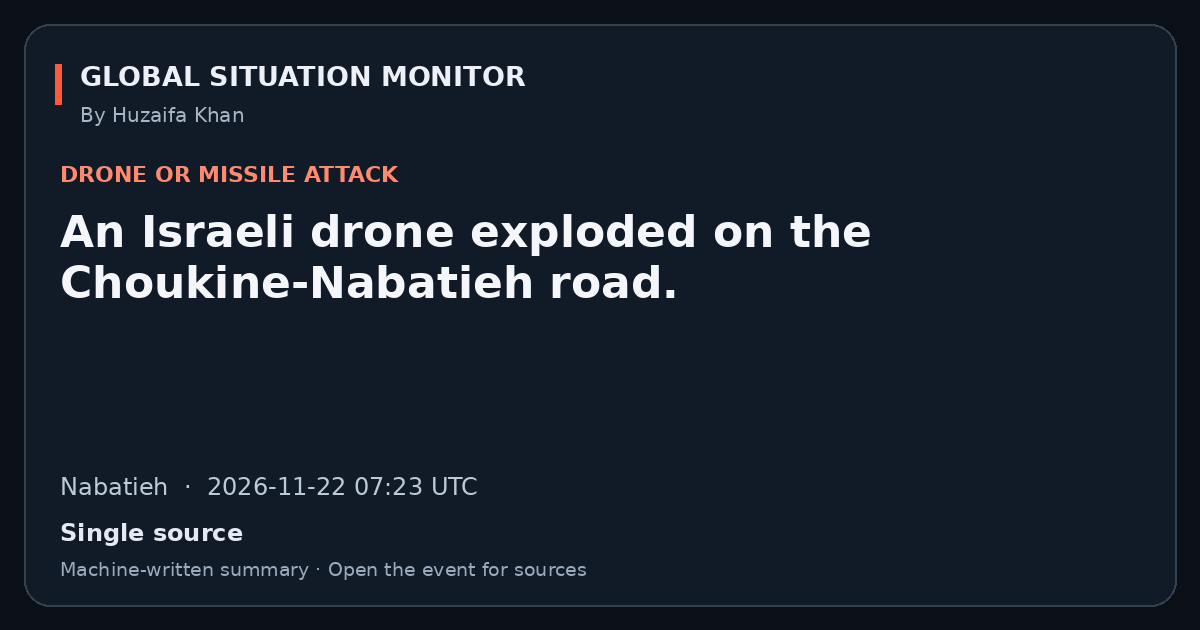 GLOBAL SITUATION MONITOR
By Huzaifa Khan
DRONE OR MISSILE ATTACK
An Israeli drone exploded on the
Choukine-Nabatieh road.
Nabatieh · 2026-11-22 07:23 UTC
Single source
Machine-written summary · Open the event for sources